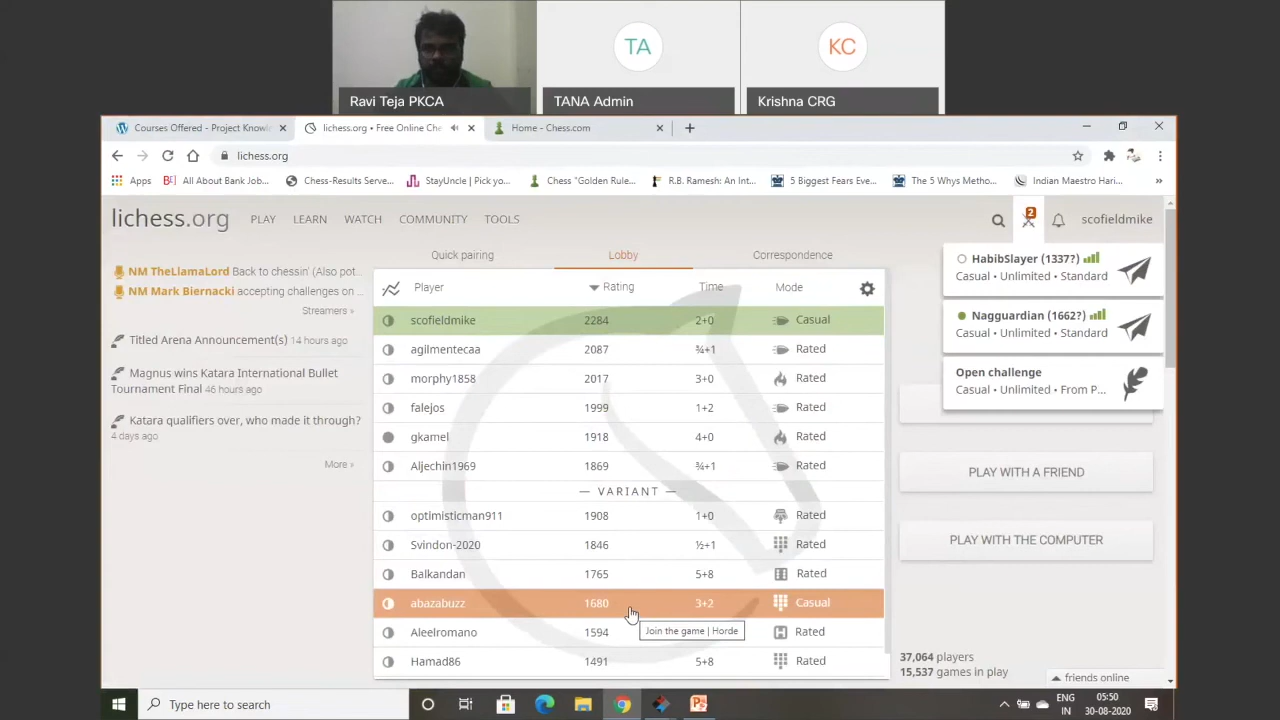 TA
KC
Ravi Teja PKCA
TANA Admin
Krishna CRG
Courses Offered - Project Knowl
lichess.org • Free Online Che
Home - Chess.com
lichess.org
Apps
All About Bank Job...
Chess-Results Serve...
StayUncle | Pick yo...
Chess "Golden Rule...
R.B. Ramesh: An Int...
5 Biggest Fears Eve...
The 5 Whys Metho...
Indian Maestro Hari...
lichess.org
PLAY
LEARN
WATCH
COMMUNITY
TOOLS
2
scofieldmike
NM TheLlamaLord Back to chessin' (Also pot...
NM Mark Biernacki accepting challenges on ...
Streamers »
Titled Arena Announcement(s) 14 hours ago
Magnus wins Katara International Bullet
Tournament Final 46 hours ago
Katara qualifiers over, who made it through?
4 days ago
More »
Quick pairing
Lobby
Correspondence
Player Rating Time Mode
scofieldmike 2284 2+0 Casual
agilmentecaa 2087 ¾+1 Rated
morphy1858 2017 3+0 Rated
falejos 1999 1+2 Rated
gkamel 1918 4+0 Rated
Aljechin1969 1869 ¾+1 Rated
— VARIANT —
optimisticman911 1908 1+0 Rated
Svindon-2020 1846 ½+1 Rated
Balkandan 1765 5+8 Rated
abazabuzz 1680 3+2 Casual
Aleelromano 1594 Rated
Join the game | Horde
Hamad86 1491 5+8 Rated
HabibSlayer (1337?)
Casual • Unlimited • Standard
Nagguardian (1662?)
Casual • Unlimited • Standard
Open challenge
Casual • Unlimited • From P...
PLAY WITH A FRIEND
PLAY WITH THE COMPUTER
37,064 players
15,537 games in play
friends online
Type here to search
ENG
IN
05:50
30-08-2020